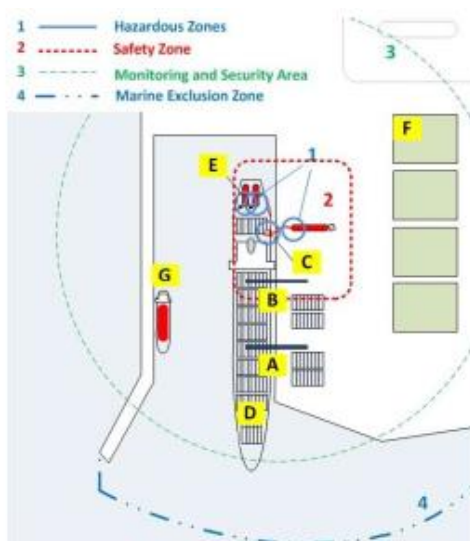 1 Hazardous Zones
2 Safety Zone
3 Monitoring and Security Area
4 Marine Exclusion Zone
3
F
E
1
2
C
G
B
A
D
4